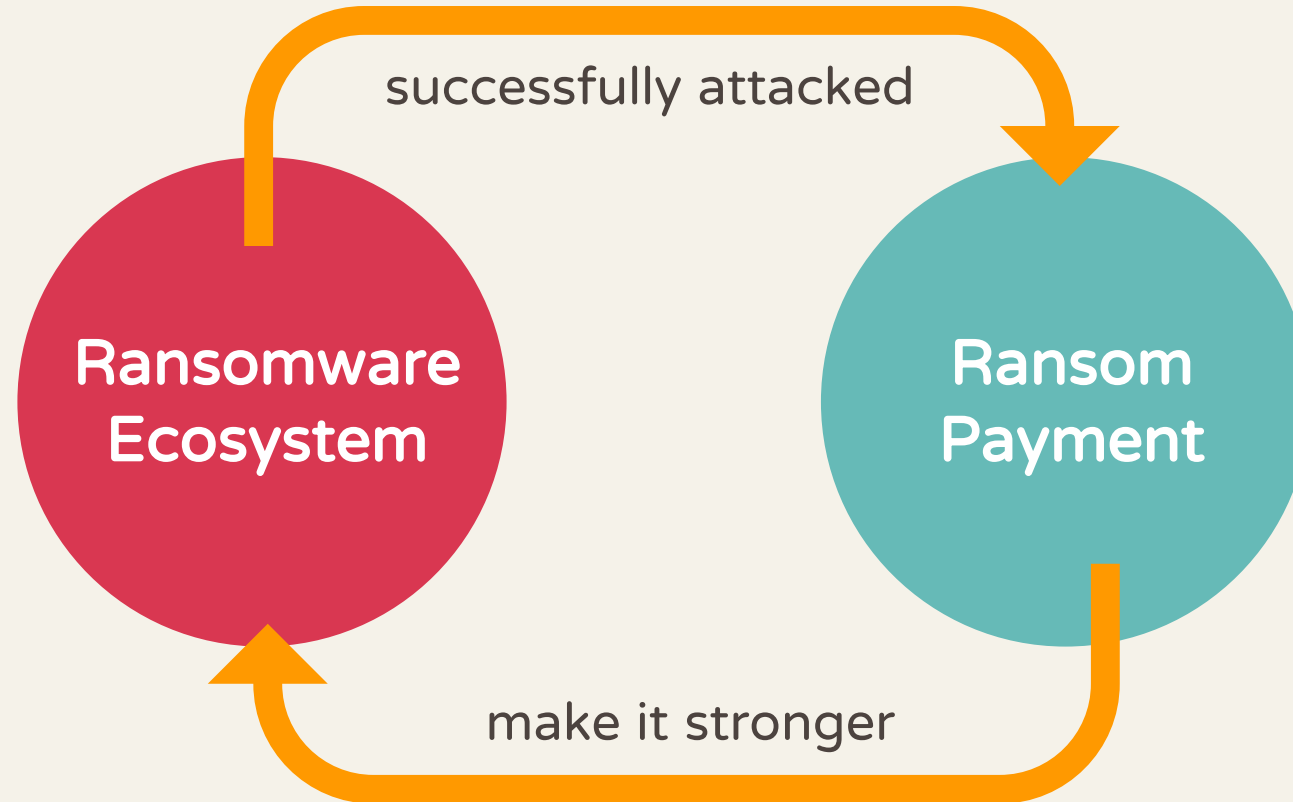 successfully attacked
Ransomware
Ecosystem
Ransom
Payment
make it stronger